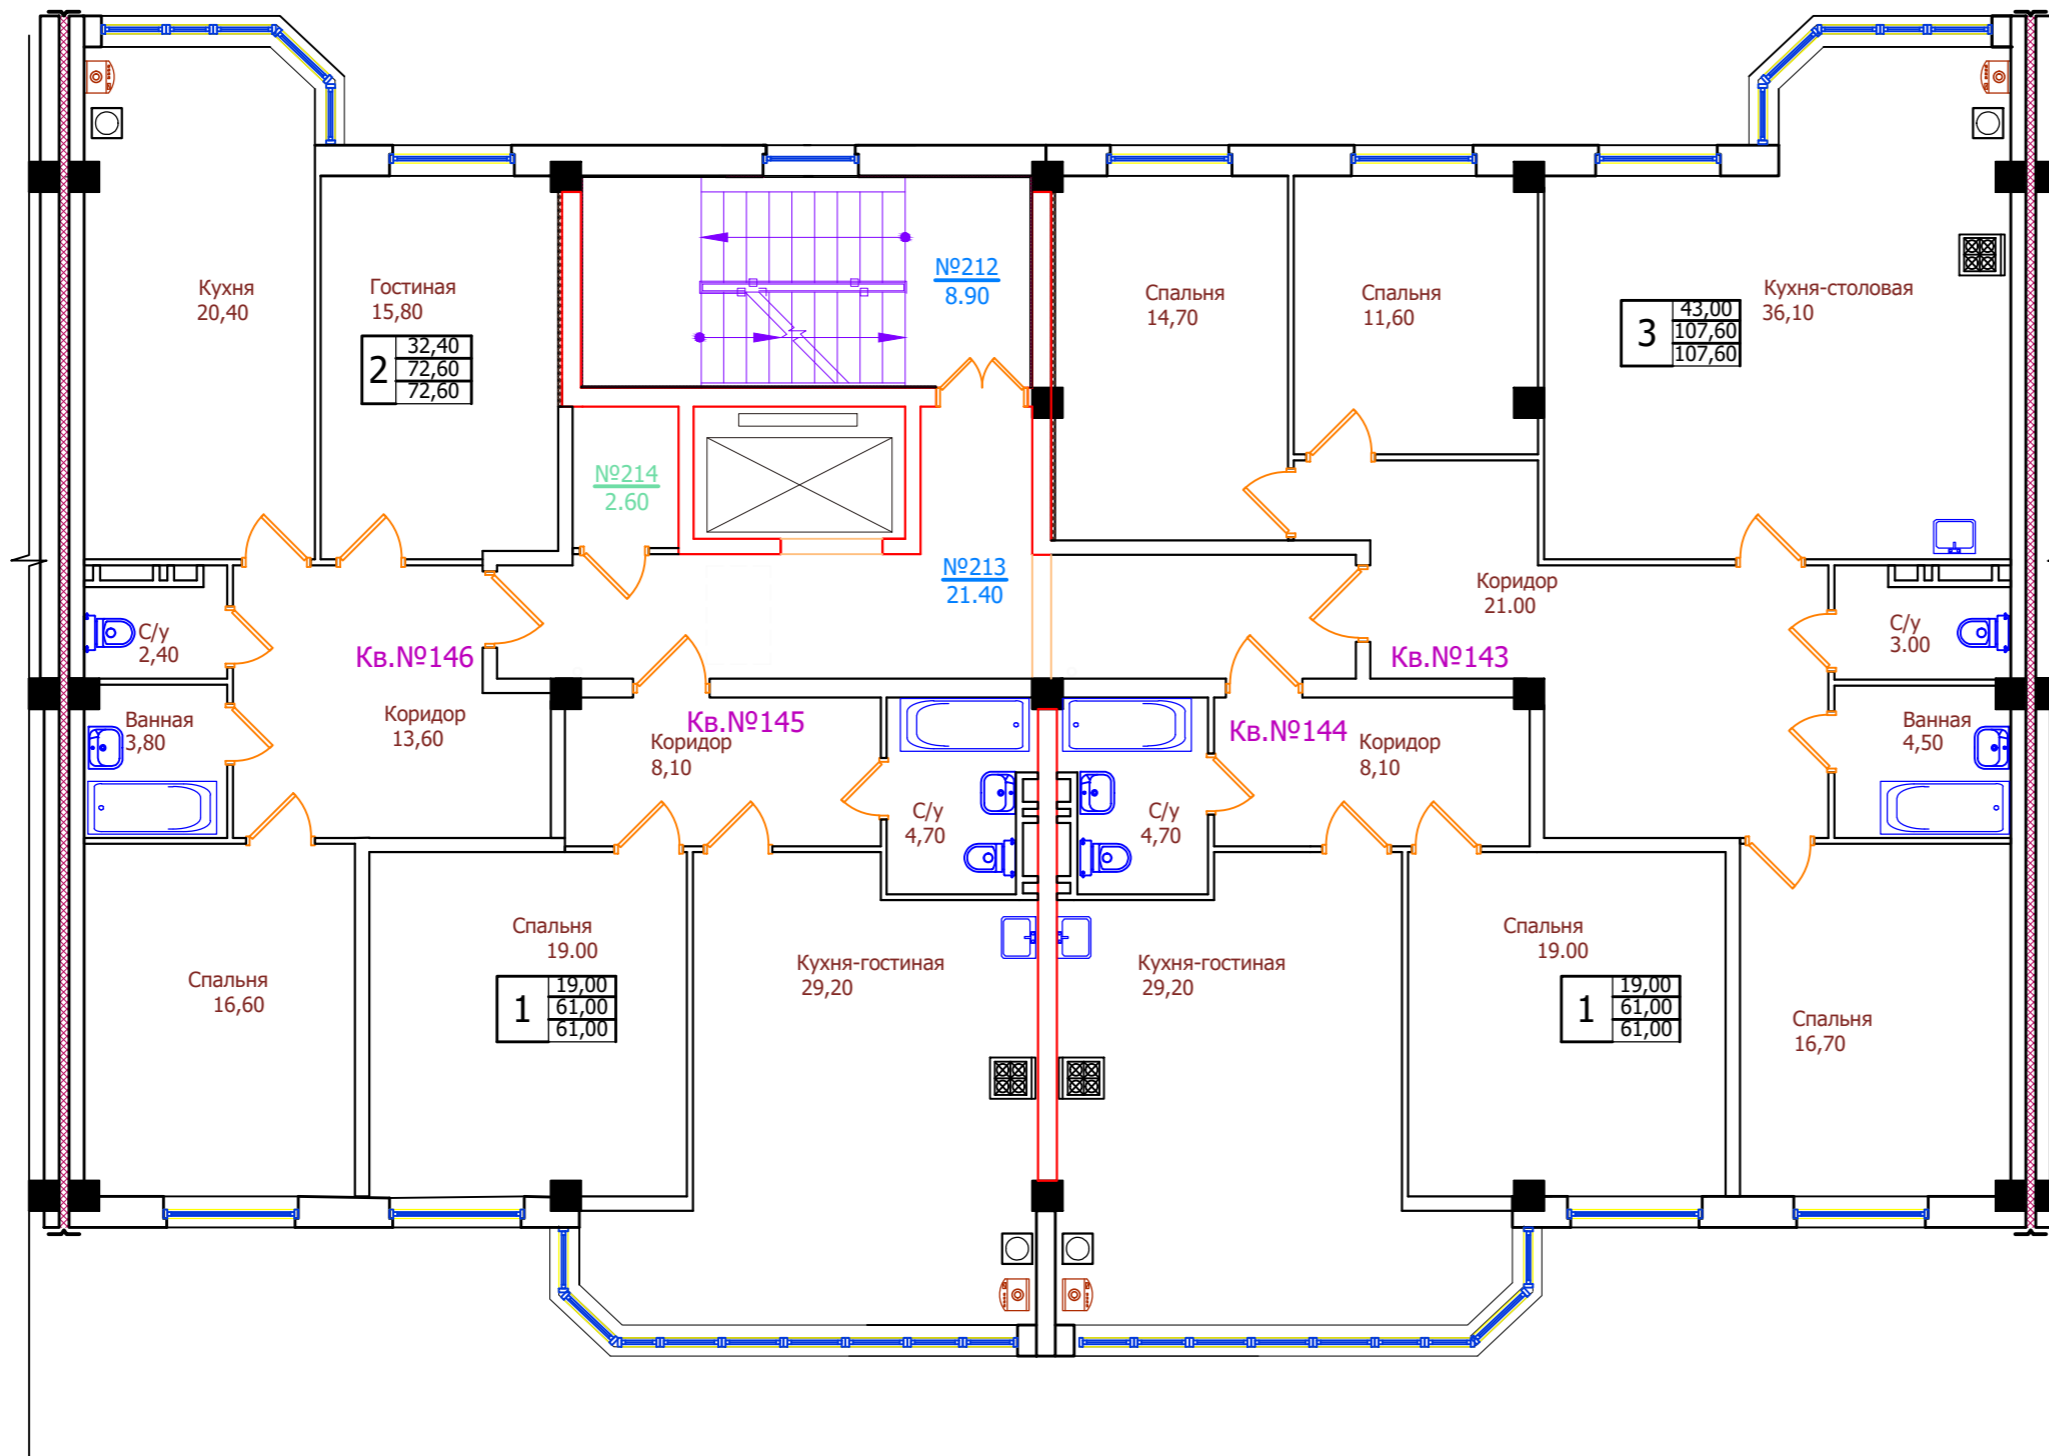 Кухня
20,40
Гостиная
15,80
2
32,40
72,60
72,60
№212
8.90
Спальня
14,70
Спальня
11,60
3
43,00
107,60
107,60
Кухня-столовая
36,10
№214
2.60
№213
21.40
Коридор
21.00
С/у
2,40
Кв.№146
Кв.№143
С/у
3.00
Ванная
3,80
Коридор
13,60
Кв.№145
Коридор
8,10
Кв.№144
Коридор
8,10
Ванная
4,50
С/у
4,70
С/у
4,70
Спальня
16,60
Спальня
19.00
1
19,00
61,00
61,00
Кухня-гостиная
29,20
Кухня-гостиная
29,20
Спальня
19.00
1
19,00
61,00
61,00
Спальня
16,70